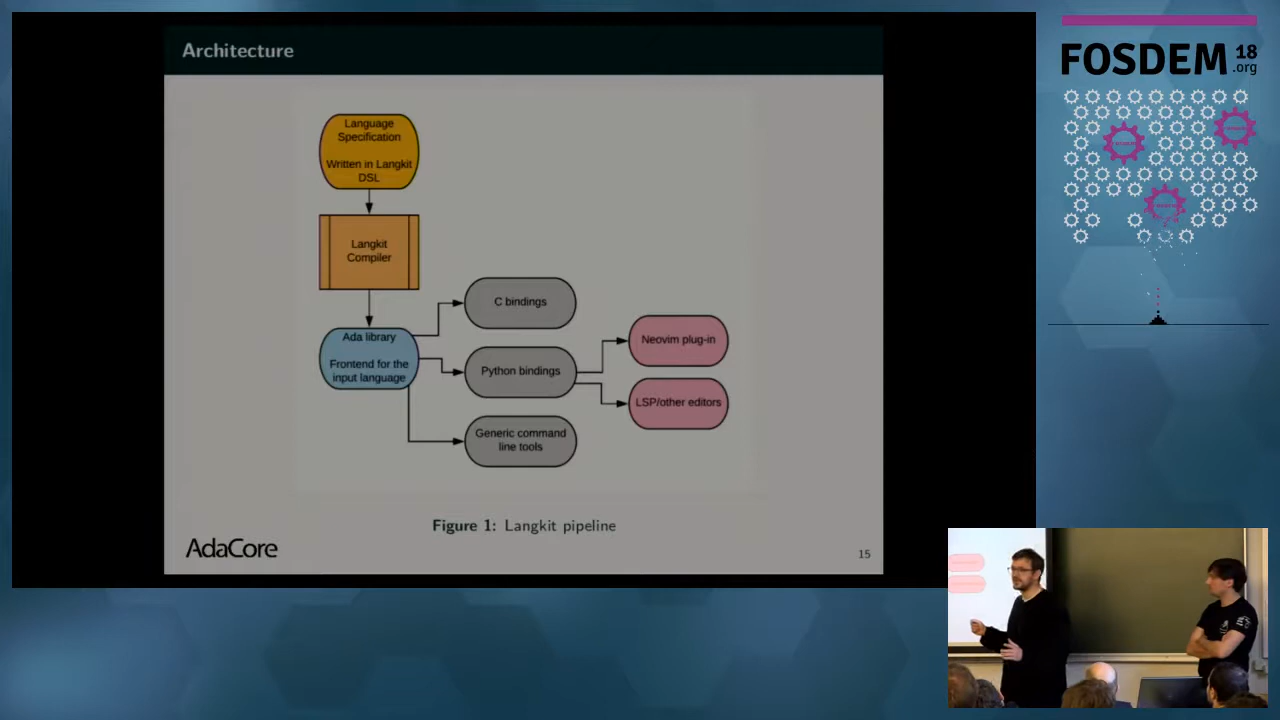 Architecture
Language
Specification
Written in Langkit
DSL
Langkit
Compiler
Ada library
Frontend for the
input language
C bindings
Python bindings
Generic command
line tools
Neovim plug-in
LSP/other editors
Figure 1: Langkit pipeline
AdaCore
15
FOSDEM 18
.org